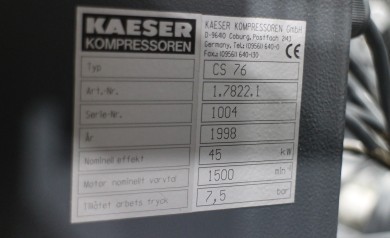 KAESER
KOMPRESSOREN
KAESER KOMPRESSOREN GmbH
D-9640 Coburg, Postfach 2143
Germany, Tel.: (09561) 640-0
Fax.: (09561) 640-130
CE
Typ CS 76
Art.Nr. 1.7822.1
Serie-Nr. 1004
År 1998
Nominell effekt 45 kW
Motor nominellt varvtal 1500 min⁻¹
Tillåtet arbets tryck 7,5 bar